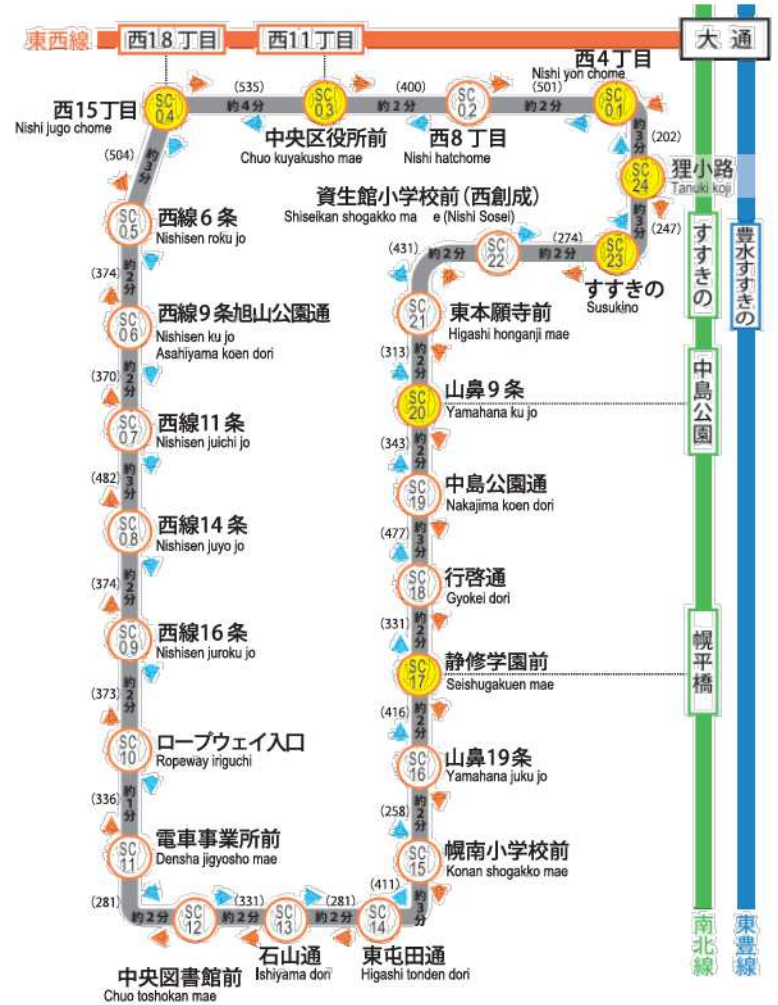 東西線
西18丁目
西11丁目
大通
西4丁目
Nishi yon chome
西15丁目
Nishi jugo chome
SC
04
(535)
約4分
SC
03
(400)
約2分
SC
02
(501)
約2分
SC
01
中央区役所前
Chuo kuyakusho mae
西8丁目
Nishi hatchome
(202)
約3分
SC
24
狸小路
Tanuki koji
(504)
約3分
資生館小学校前(西創成)
Shiseikan shogakko ma e (Nishi Sosei)
(247)
約3分
SC
05
西線6条
Nishisen roku jo
(431)
約2分
SC
22
(274)
約2分
SC
23
すすきの
Susukino
すすきの
豊水すすきの
(374)
約2分
SC
21
東本願寺前
Higashi honganji mae
SC
06
西線9条旭山公園通
Nishisen ku jo
Asahiyama koen dori
(313)
約2分
(370)
約2分
SC
20
山鼻9条
Yamahana ku jo
中島公園
SC
07
西線11条
Nishisen juichi jo
(343)
約2分
(482)
約3分
SC
19
中島公園通
Nakajima koen dori
SC
08
西線14条
Nishisen juyo jo
(477)
約3分
(374)
約2分
SC
18
行啓通
Gyokei dori
SC
09
西線16条
Nishisen juroku jo
(331)
約2分
SC
17
静修学園前
Seishugakuen mae
幌平橋
(373)
約2分
(416)
約2分
SC
10
ロープウェイ入口
Ropeway iriguchi
SC
16
山鼻19条
Yamahana juku jo
(336)
約1分
(258)
約2分
SC
11
電車事業所前
Densha jigyosho mae
SC
15
幌南小学校前
Konan shogakko mae
(281)
約2分
SC
12
(331)
約2分
SC
13
(281)
約2分
SC
14
(411)
約3分
中央図書館前
Chuo toshokan mae
石山通
Ishiyama dori
東屯田通
Higashi tonden dori
南北線
東豊線